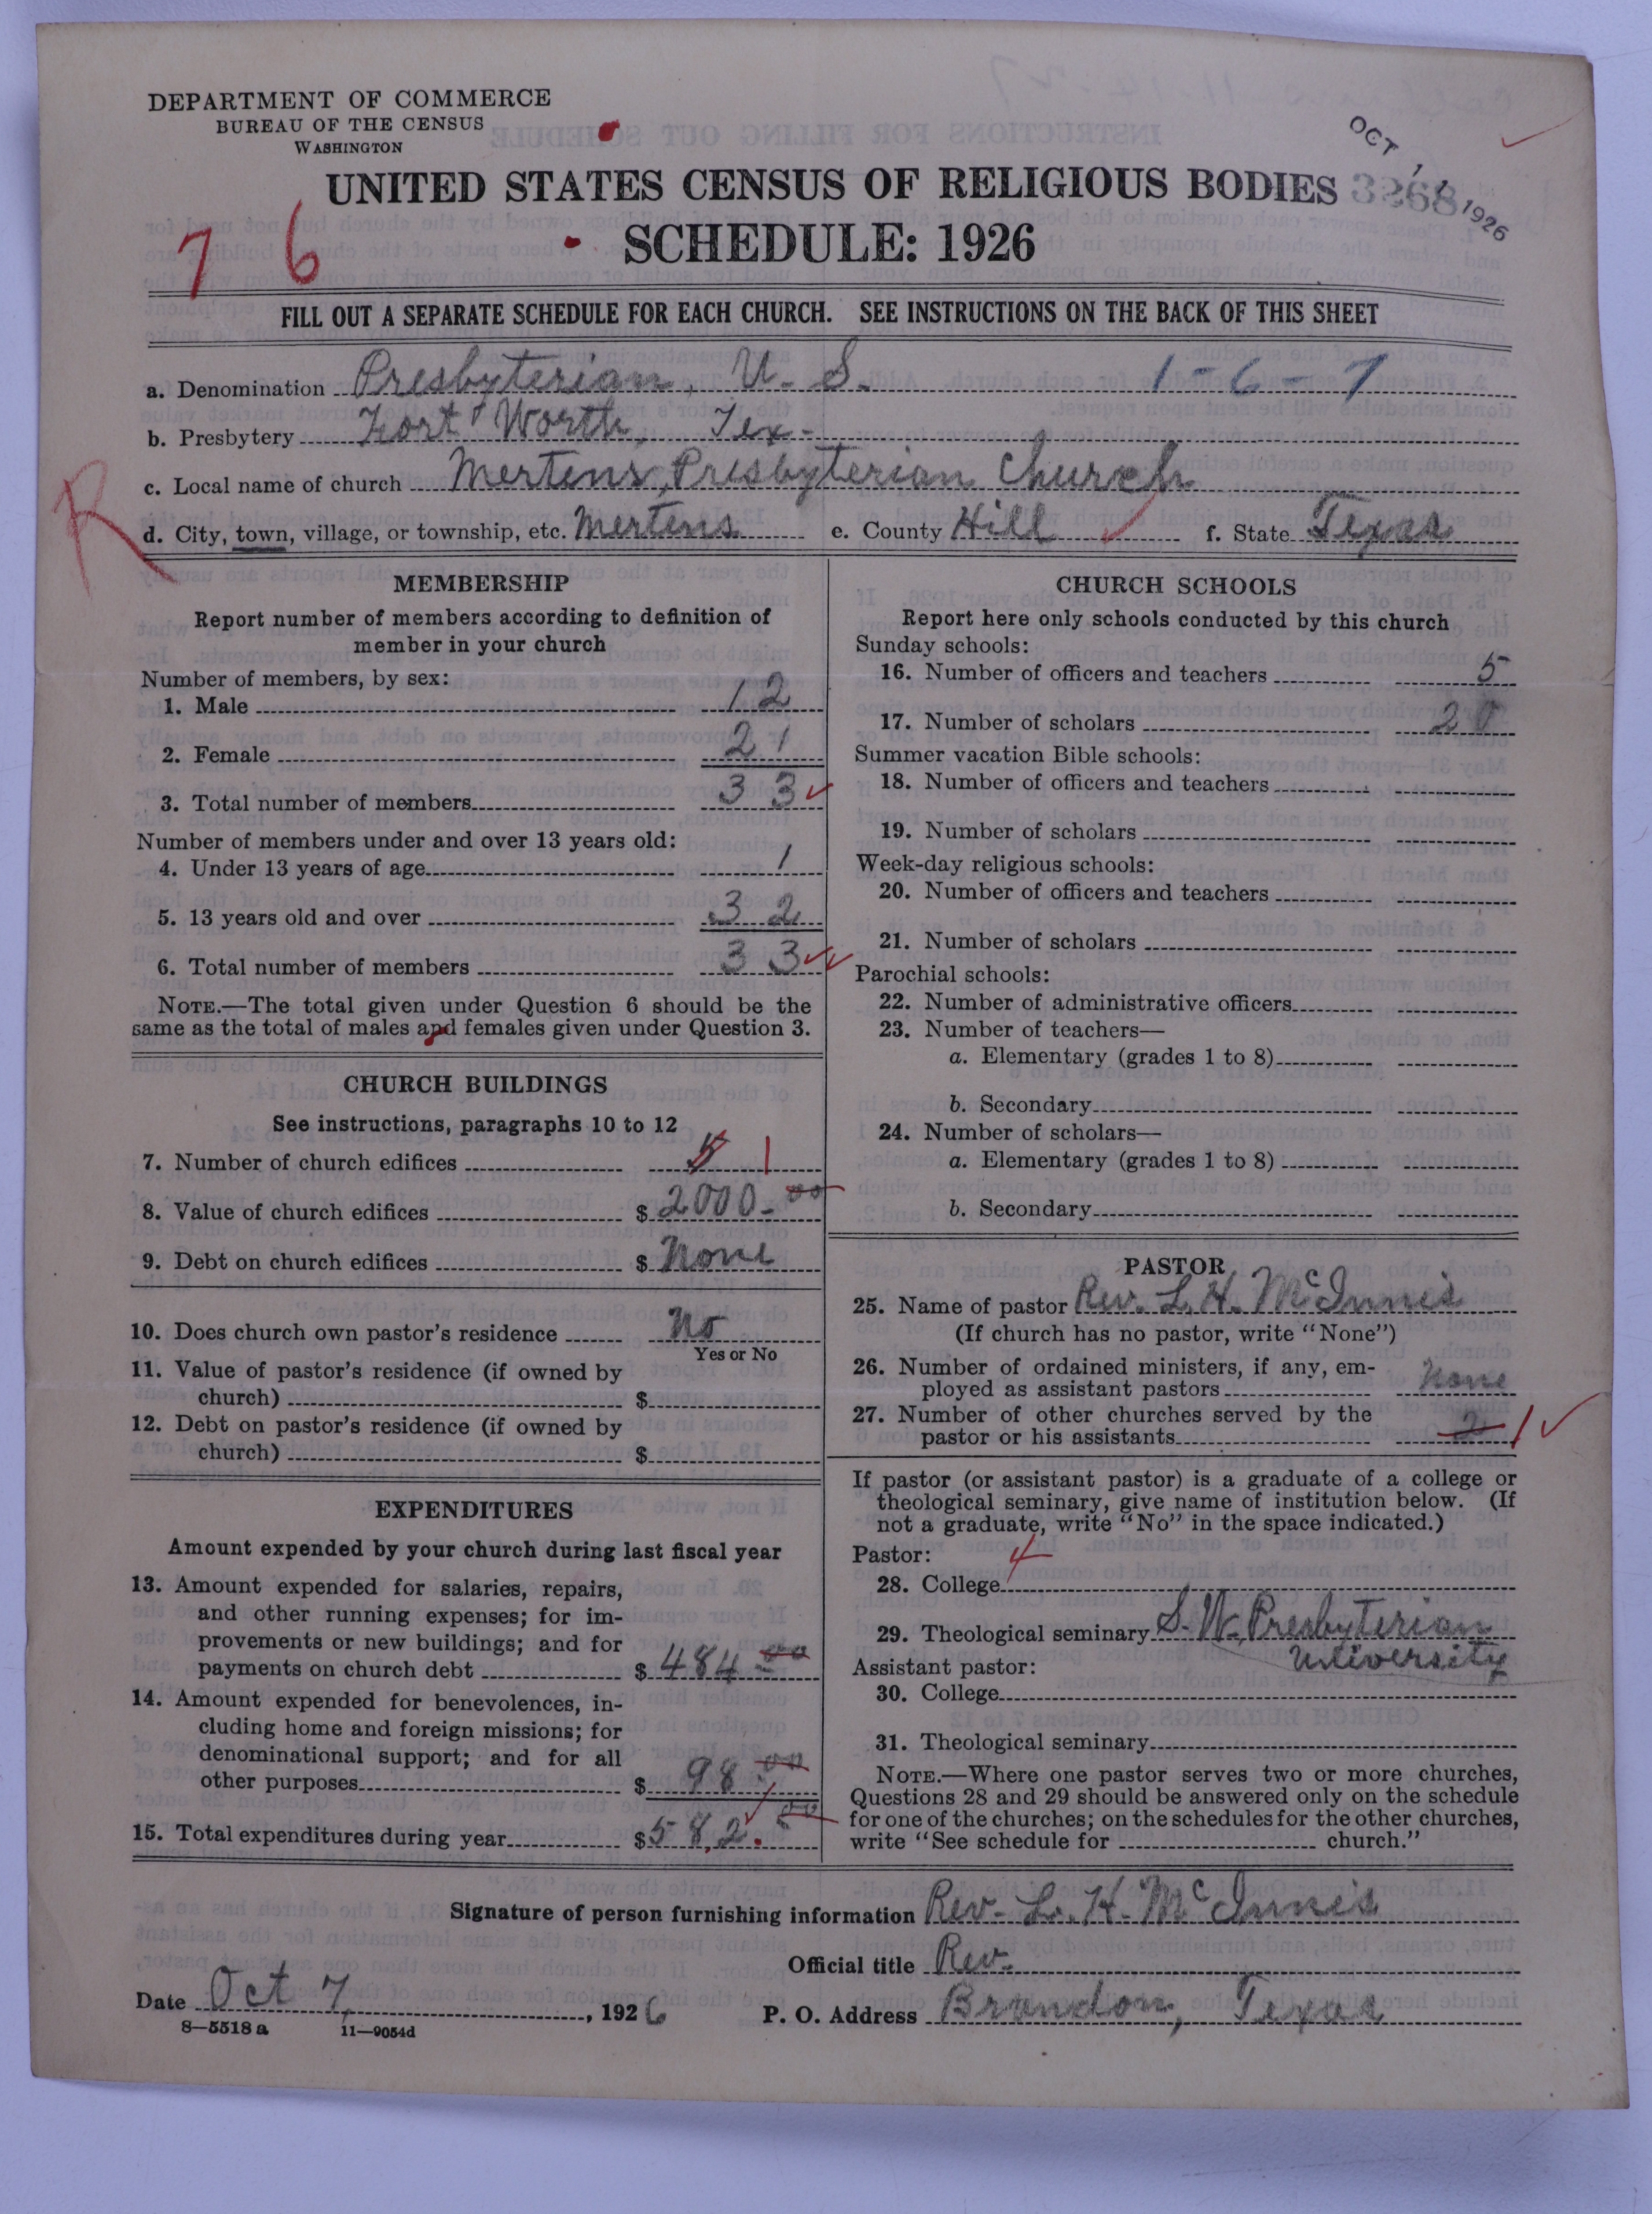 DEPARTMENT OF COMMERCE
BUREAU OF THE CENSUS
WASHINGTON
UNITED STATES CENSUS OF RELIGIOUS BODIES 3268
OCT 1926
SCHEDULE: 1926
7 6
FILL OUT A SEPARATE SCHEDULE FOR EACH CHURCH. SEE INSTRUCTIONS ON THE BACK OF THIS SHEET
a. Denomination Presbyterian, U. S. 1-6-7
b. Presbytery Fort Worth, Tex.
c. Local name of church Mertens, Presbyterian Church
R
d. City, town, village, or township, etc. Mertens e. County Hill f. State Texas
MEMBERSHIP
Report number of members according to definition of
member in your church
Number of members, by sex:
1. Male 12
2. Female 21
3. Total number of members 33
Number of members under and over 13 years old:
4. Under 13 years of age 1
5. 13 years old and over 32
6. Total number of members 33
NOTE.—The total given under Question 6 should be the
same as the total of males and females given under Question 3.
CHURCH BUILDINGS
See instructions, paragraphs 10 to 12
7. Number of church edifices 1
8. Value of church edifices $ 2000.00
9. Debt on church edifices $ None
10. Does church own pastor's residence No
Yes or No
11. Value of pastor's residence (if owned by
church) $
12. Debt on pastor's residence (if owned by
church) $
EXPENDITURES
Amount expended by your church during last fiscal year
13. Amount expended for salaries, repairs,
and other running expenses; for im-
provements or new buildings; and for
payments on church debt $ 484.00
14. Amount expended for benevolences, in-
cluding home and foreign missions; for
denominational support; and for all
other purposes $ 98.00
15. Total expenditures during year $ 582.00
CHURCH SCHOOLS
Report here only schools conducted by this church
Sunday schools:
16. Number of officers and teachers 5
17. Number of scholars 20
Summer vacation Bible schools:
18. Number of officers and teachers
19. Number of scholars
Week-day religious schools:
20. Number of officers and teachers
21. Number of scholars
Parochial schools:
22. Number of administrative officers
23. Number of teachers—
a. Elementary (grades 1 to 8)
b. Secondary
24. Number of scholars—
a. Elementary (grades 1 to 8)
b. Secondary
PASTOR
25. Name of pastor Rev. L. H. McInnis
(If church has no pastor, write "None")
26. Number of ordained ministers, if any, em-
ployed as assistant pastors None
27. Number of other churches served by the
pastor or his assistants 2 1
If pastor (or assistant pastor) is a graduate of a college or
theological seminary, give name of institution below. (If
not a graduate, write "No" in the space indicated.)
Pastor:
28. College
29. Theological seminary S. W. Presbyterian
University
Assistant pastor:
30. College
31. Theological seminary
NOTE.—Where one pastor serves two or more churches,
Questions 28 and 29 should be answered only on the schedule
for one of the churches; on the schedules for the other churches,
write "See schedule for church."
Signature of person furnishing information Rev. L. H. McInnis
Official title Rev.
Date Oct 7, 1926 P. O. Address Brandon, Texas
8—5518 a 11—9054d